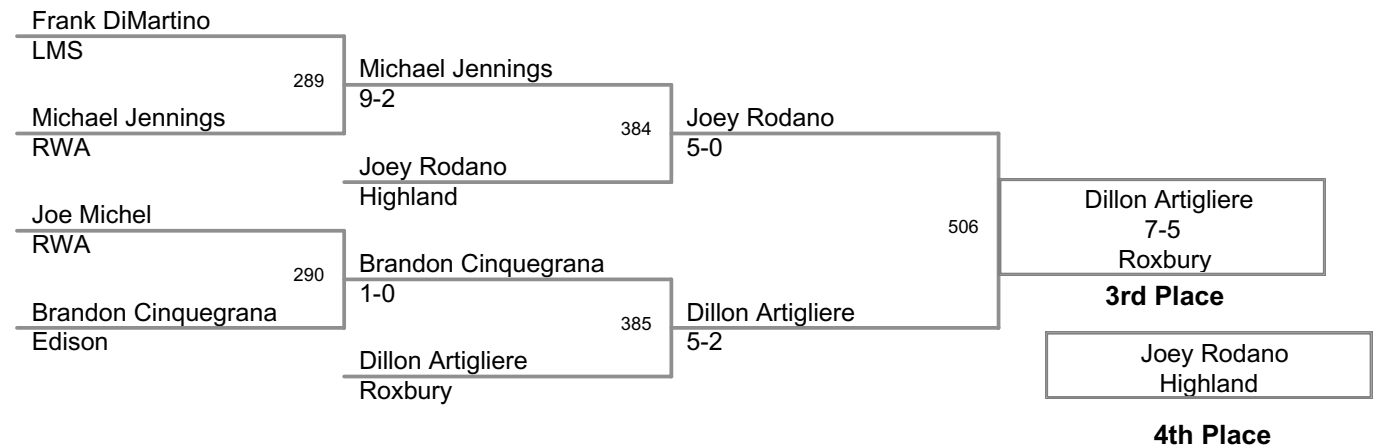 Frank DiMartino
LMS
289
Michael Jennings
9-2
Michael Jennings
RWA
384
Joey Rodano
5-0
Joey Rodano
Highland
Joe Michel
RWA
506
Dillon Artigliere
7-5
Roxbury
3rd Place
290
Brandon Cinquegrana
1-0
Brandon Cinquegrana
Edison
385
Dillon Artigliere
5-2
Dillon Artigliere
Roxbury
Joey Rodano
Highland
4th Place